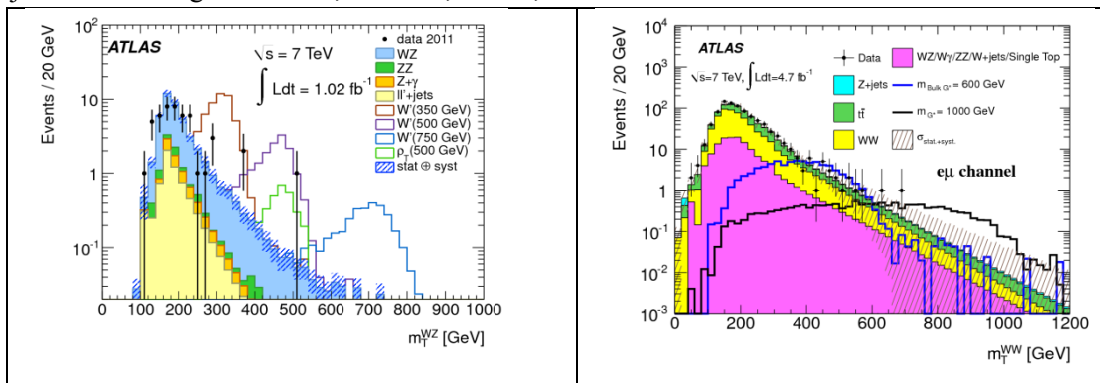 ATLAS
√s = 7 TeV
∫ Ldt = 1.02 fb⁻¹
data 2011
WZ
ZZ
Z+γ
ll'+jets
W'(350 GeV)
W'(500 GeV)
W'(750 GeV)
ρ_T(500 GeV)
stat ⊕ syst
Events / 20 GeV
10²
10
1
10⁻¹
0 100 200 300 400 500 600 700 800 900 1000
m_T^WZ [GeV]
ATLAS
√s=7 TeV, ∫ Ldt=4.7 fb⁻¹
Data
Z+jets
tt̄
WW
WZ/Wγ/ZZ/W+jets/Single Top
m_Bulk G* = 600 GeV
m_G* = 1000 GeV
σ_stat.+syst.
eμ channel
Events / 20 GeV
10⁴
10³
10²
10
1
10⁻¹
10⁻²
10⁻³
0 200 400 600 800 1000 1200
m_T^WW [GeV]